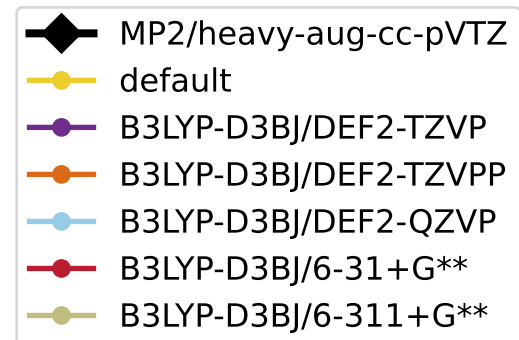 MP2/heavy-aug-cc-pVTZ
default
B3LYP-D3BJ/DEF2-TZVP
B3LYP-D3BJ/DEF2-TZVPP
B3LYP-D3BJ/DEF2-QZVP
B3LYP-D3BJ/6-31+G**
B3LYP-D3BJ/6-311+G**